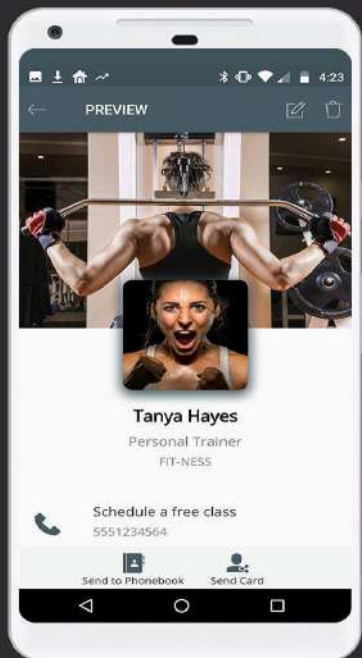 4:23
PREVIEW
Tanya Hayes
Personal Trainer
FIT-NESS
Schedule a free class
5551234564
Send to Phonebook Send Card